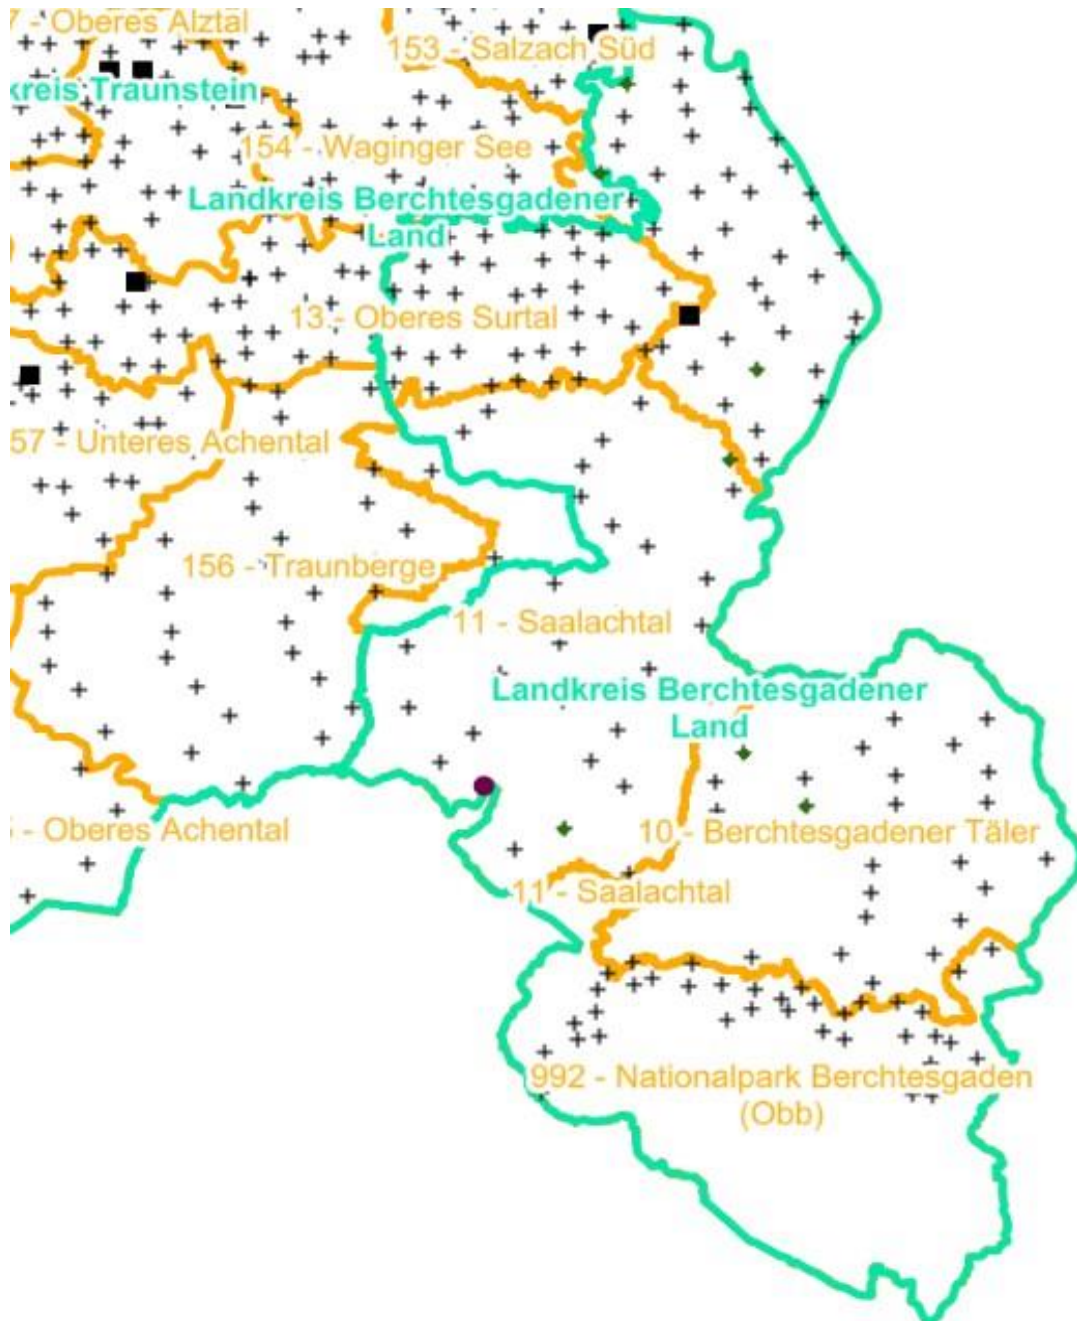 7 - Oberes Alztal
153 - Salzach Süd
kreis Traunstein
154 - Waginger See
Landkreis Berchtesgadener
Land
13 - Oberes Surtal
57 - Unteres Achental
156 - Traunberge
11 - Saalachtal
Landkreis Berchtesgadener
Land
- Oberes Achental
10 - Berchtesgadener Täler
11 - Saalachtal
992 - Nationalpark Berchtesgaden
(Obb)